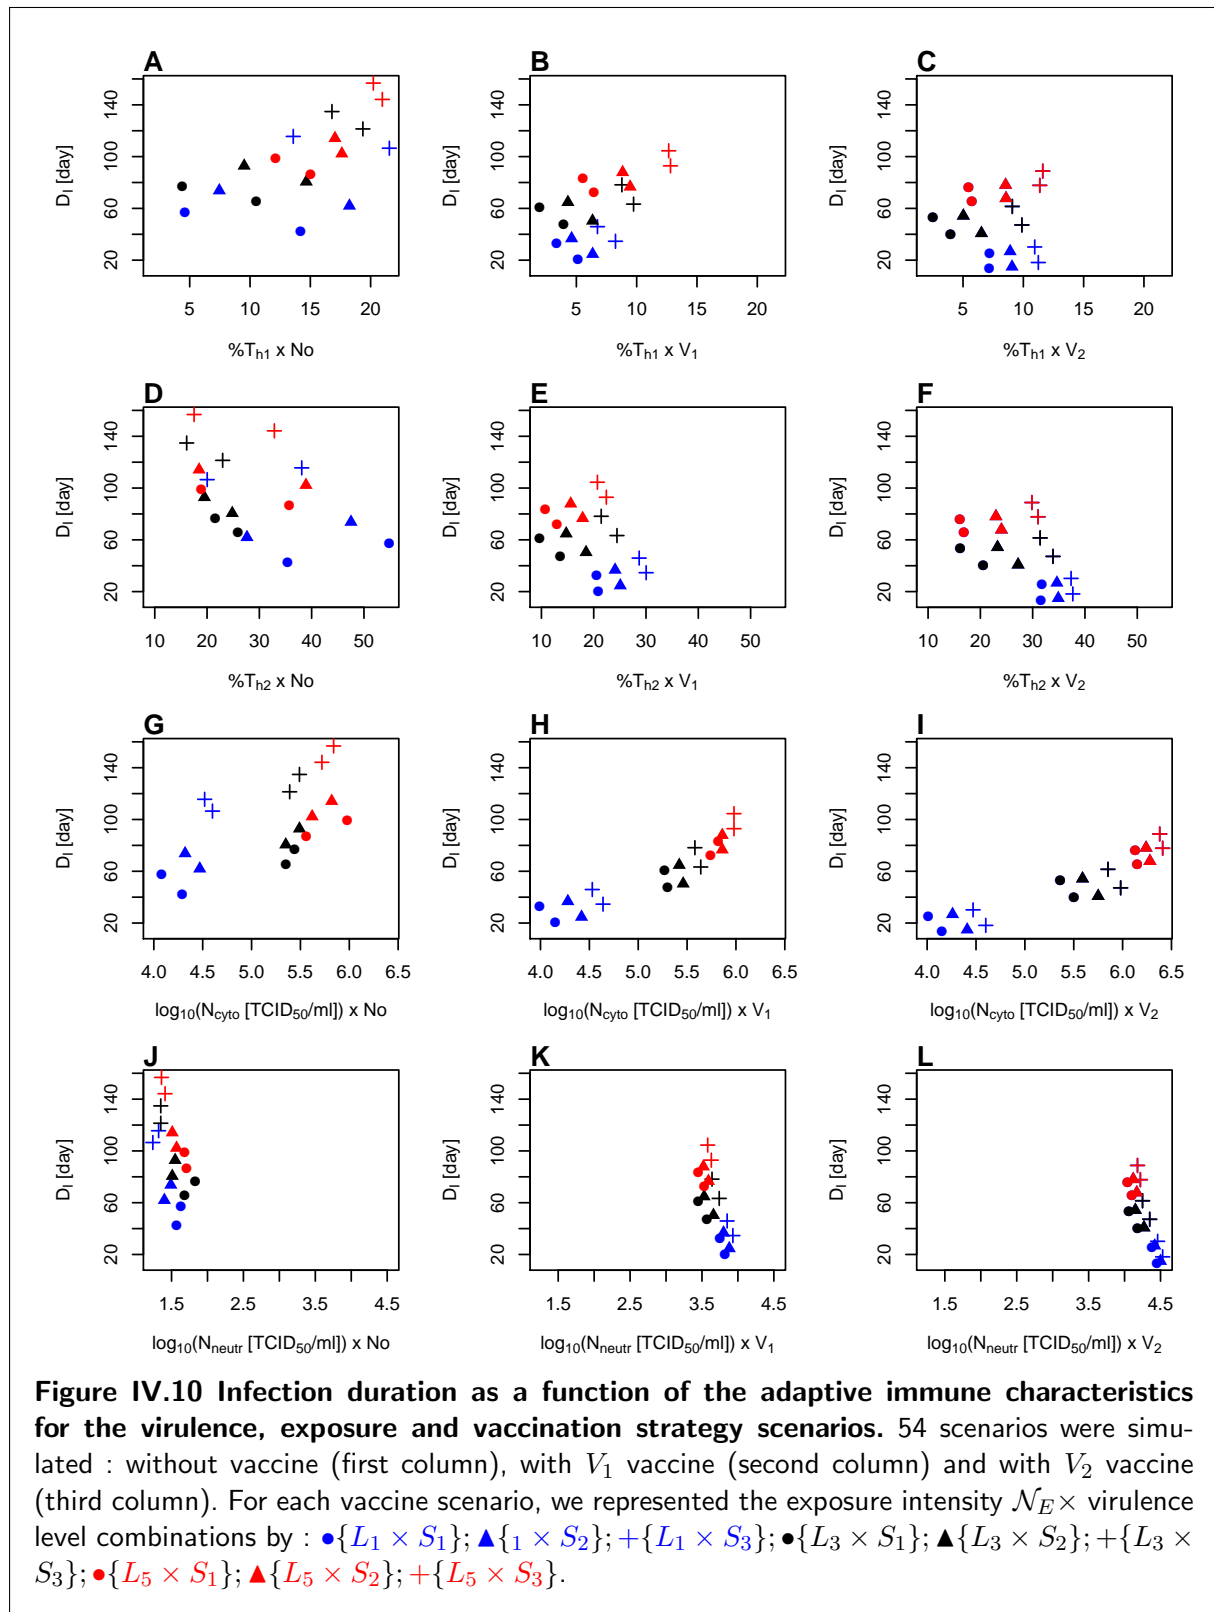 A
B
C
D_I [day]
20 60 100 140
5 10 15 20
%T_h1 x No
D_I [day]
20 60 100 140
5 10 15 20
%T_h1 x V_1
D_I [day]
20 60 100 140
5 10 15 20
%T_h1 x V_2
D
E
F
D_I [day]
20 60 100 140
10 20 30 40 50
%T_h2 x No
D_I [day]
20 60 100 140
10 20 30 40 50
%T_h2 x V_1
D_I [day]
20 60 100 140
10 20 30 40 50
%T_h2 x V_2
G
H
I
D_I [day]
20 60 100 140
4.0 4.5 5.0 5.5 6.0 6.5
log_10(N_cyto [TCID_50/ml]) x No
D_I [day]
20 60 100 140
4.0 4.5 5.0 5.5 6.0 6.5
log_10(N_cyto [TCID_50/ml]) x V_1
D_I [day]
20 60 100 140
4.0 4.5 5.0 5.5 6.0 6.5
log_10(N_cyto [TCID_50/ml]) x V_2
J
K
L
D_I [day]
20 60 100 140
1.5 2.5 3.5 4.5
log_10(N_neutr [TCID_50/ml]) x No
D_I [day]
20 60 100 140
1.5 2.5 3.5 4.5
log_10(N_neutr [TCID_50/ml]) x V_1
D_I [day]
20 60 100 140
1.5 2.5 3.5 4.5
log_10(N_neutr [TCID_50/ml]) x V_2
Figure IV.10 Infection duration as a function of the adaptive immune characteristics
for the virulence, exposure and vaccination strategy scenarios. 54 scenarios were simu-
lated : without vaccine (first column), with V_1 vaccine (second column) and with V_2 vaccine
(third column). For each vaccine scenario, we represented the exposure intensity N_E× virulence
level combinations by : ●{L_1 × S_1}; ▲{1 × S_2}; +{L_1 × S_3}; ●{L_3 × S_1}; ▲{L_3 × S_2}; +{L_3 ×
S_3}; ●{L_5 × S_1}; ▲{L_5 × S_2}; +{L_5 × S_3}.